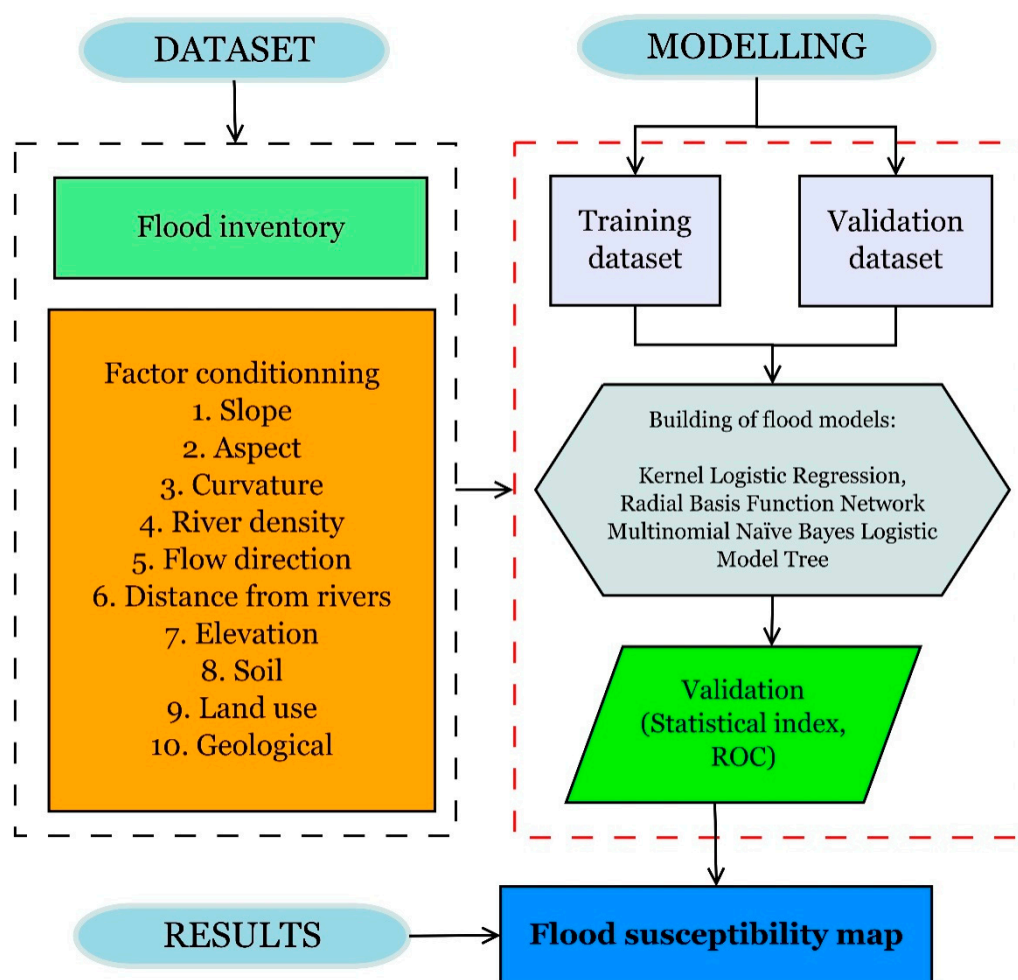 DATASET
Flood inventory
Factor conditionning
1. Slope
2. Aspect
3. Curvature
4. River density
5. Flow direction
6. Distance from rivers
7. Elevation
8. Soil
9. Land use
10. Geological
MODELLING
Training
dataset
Validation
dataset
Building of flood models:
Kernel Logistic Regression,
Radial Basis Function Network
Multinomial Naïve Bayes Logistic
Model Tree
Validation
(Statistical index,
ROC)
RESULTS
Flood susceptibility map